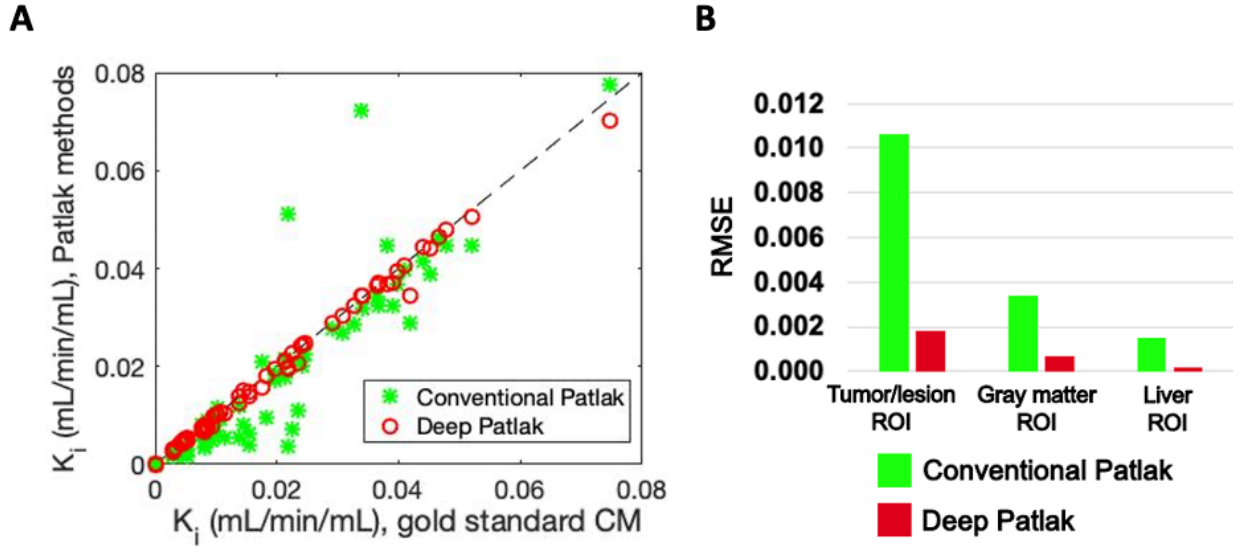 A
K_i (mL/min/mL), Patlak methods
0.08
0.06
0.04
0.02
0
0
0.02
0.04
0.06
0.08
K_i (mL/min/mL), gold standard CM
Conventional Patlak
Deep Patlak
B
RMSE
0.012
0.010
0.008
0.006
0.004
0.002
0.000
Tumor/lesion
ROI
Gray matter
ROI
Liver
ROI
Conventional Patlak
Deep Patlak